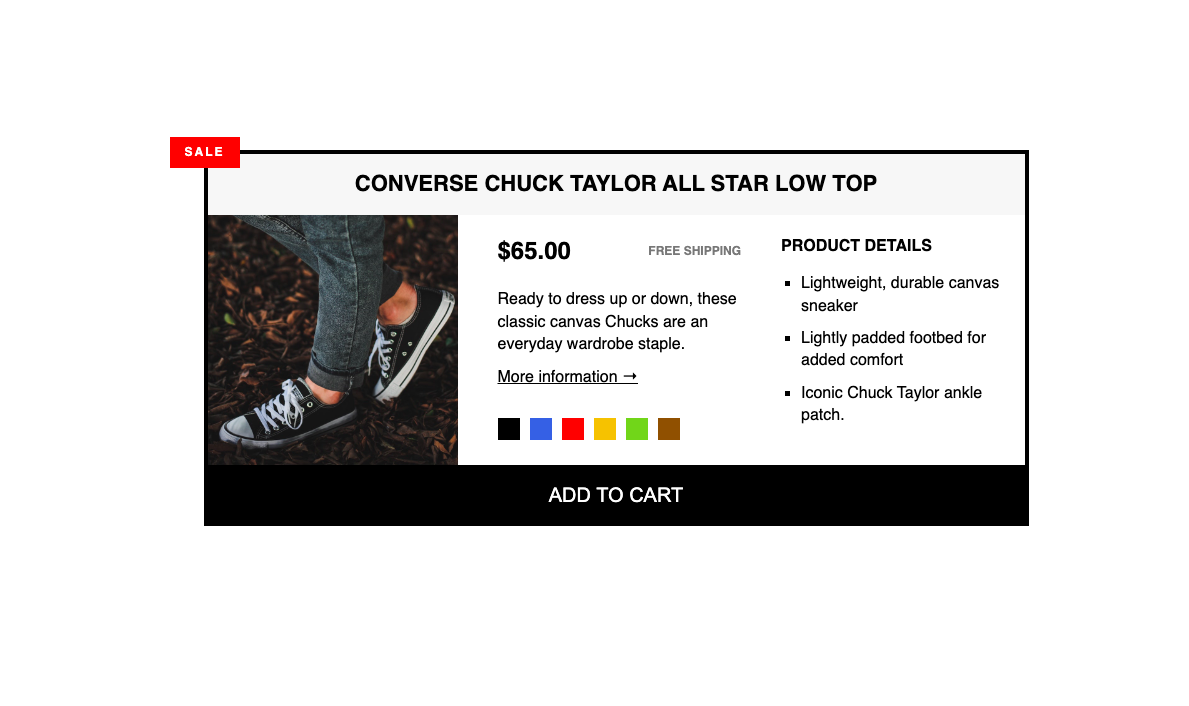 SALE
CONVERSE CHUCK TAYLOR ALL STAR LOW TOP
$65.00
FREE SHIPPING
Ready to dress up or down, these
classic canvas Chucks are an
everyday wardrobe staple.
More information →
PRODUCT DETAILS
Lightweight, durable canvas
sneaker
Lightly padded footbed for
added comfort
Iconic Chuck Taylor ankle
patch.
ADD TO CART